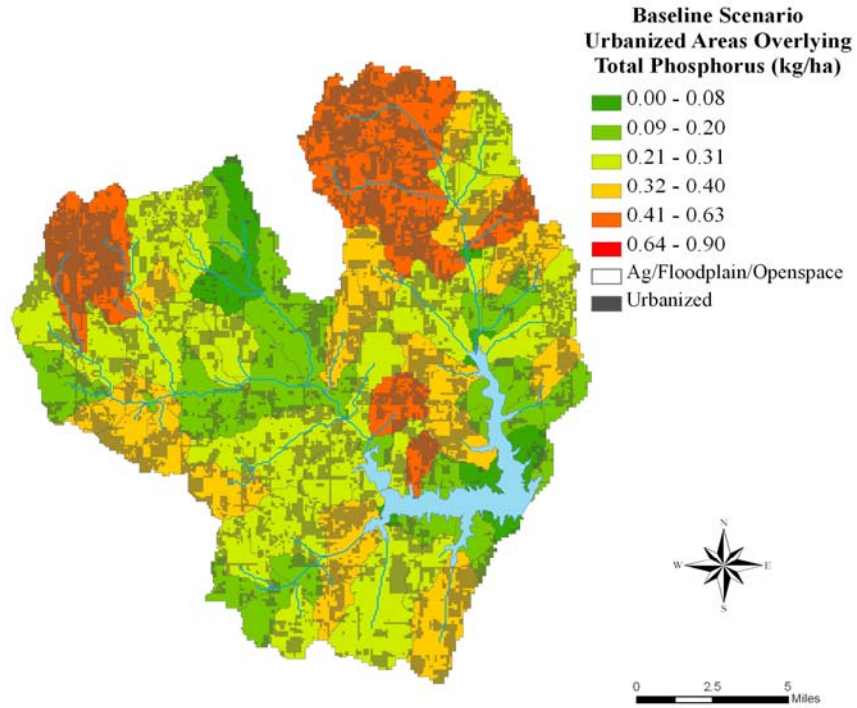 Baseline Scenario
Urbanized Areas Overlying
Total Phosphorus (kg/ha)
0.00 - 0.08
0.09 - 0.20
0.21 - 0.31
0.32 - 0.40
0.41 - 0.63
0.64 - 0.90
Ag/Floodplain/Openspace
Urbanized
N
W E
S
0 2.5 5
Miles